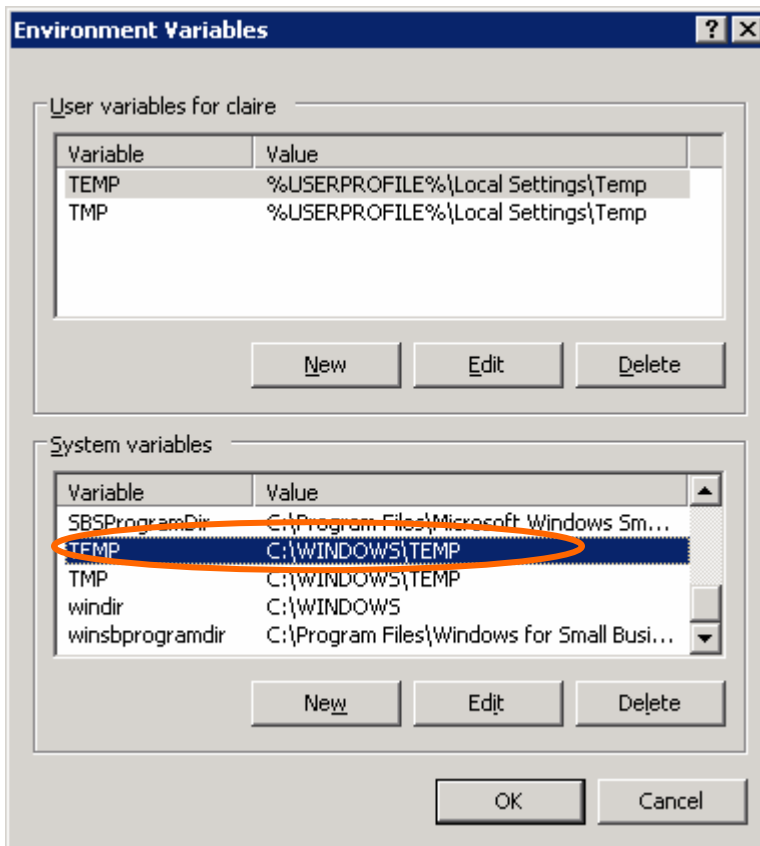 Environment Variables
User variables for claire
Variable Value
TEMP %USERPROFILE%\Local Settings\Temp
TMP %USERPROFILE%\Local Settings\Temp
New Edit Delete
System variables
Variable Value
SBSProgramDir C:\Program Files\Microsoft Windows Sm...
TEMP C:\WINDOWS\TEMP
TMP C:\WINDOWS\TEMP
windir C:\WINDOWS
winsbprogramdir C:\Program Files\Windows for Small Busi...
New Edit Delete
OK Cancel